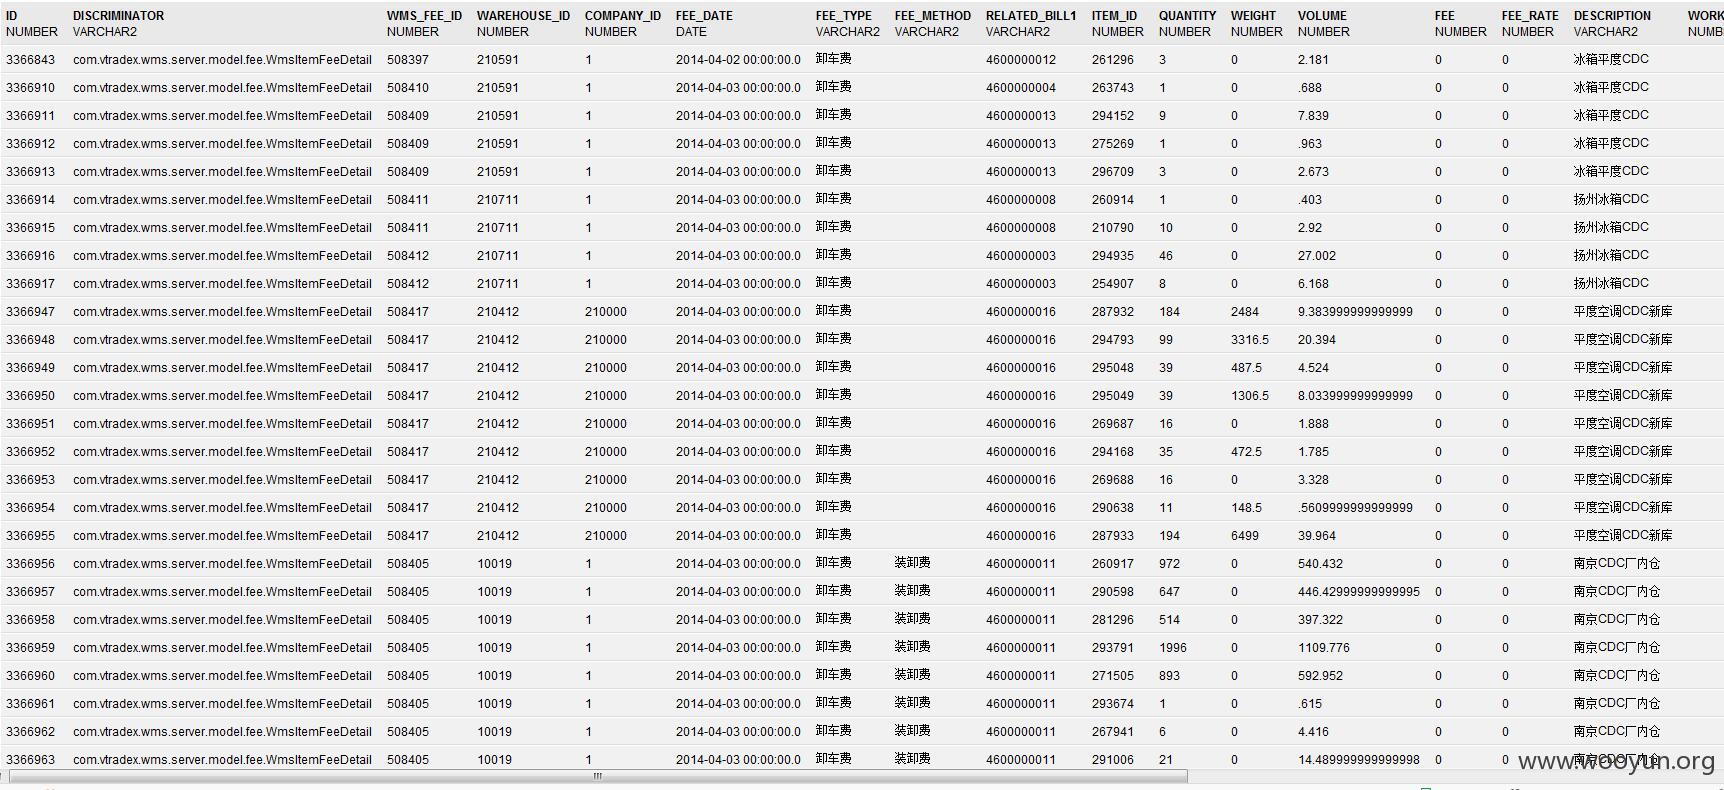 ID DISCRIMINATOR WMS_FEE_ID WAREHOUSE_ID COMPANY_ID FEE_DATE FEE_TYPE FEE_METHOD RELATED_BILL1 ITEM_ID QUANTITY WEIGHT VOLUME FEE FEE_RATE DESCRIPTION WORK
NUMBER VARCHAR2 NUMBER NUMBER NUMBER DATE VARCHAR2 VARCHAR2 VARCHAR2 NUMBER NUMBER NUMBER NUMBER NUMBER NUMBER VARCHAR2 NUMB
3366843 com.vtradex.wms.server.model.fee.WmsItemFeeDetail 508397 210591 1 2014-04-02 00:00:00.0 卸车费 4600000012 261296 3 0 2.181 0 0 冰箱平度CDC
3366910 com.vtradex.wms.server.model.fee.WmsItemFeeDetail 508410 210591 1 2014-04-03 00:00:00.0 卸车费 4600000004 263743 1 0 .688 0 0 冰箱平度CDC
3366911 com.vtradex.wms.server.model.fee.WmsItemFeeDetail 508409 210591 1 2014-04-03 00:00:00.0 卸车费 4600000013 294152 9 0 7.839 0 0 冰箱平度CDC
3366912 com.vtradex.wms.server.model.fee.WmsItemFeeDetail 508409 210591 1 2014-04-03 00:00:00.0 卸车费 4600000013 275269 1 0 .963 0 0 冰箱平度CDC
3366913 com.vtradex.wms.server.model.fee.WmsItemFeeDetail 508409 210591 1 2014-04-03 00:00:00.0 卸车费 4600000013 296709 3 0 2.673 0 0 冰箱平度CDC
3366914 com.vtradex.wms.server.model.fee.WmsItemFeeDetail 508411 210711 1 2014-04-03 00:00:00.0 卸车费 4600000008 260914 1 0 .403 0 0 扬州冰箱CDC
3366915 com.vtradex.wms.server.model.fee.WmsItemFeeDetail 508411 210711 1 2014-04-03 00:00:00.0 卸车费 4600000008 210790 10 0 2.92 0 0 扬州冰箱CDC
3366916 com.vtradex.wms.server.model.fee.WmsItemFeeDetail 508412 210711 1 2014-04-03 00:00:00.0 卸车费 4600000003 294935 46 0 27.002 0 0 扬州冰箱CDC
3366917 com.vtradex.wms.server.model.fee.WmsItemFeeDetail 508412 210711 1 2014-04-03 00:00:00.0 卸车费 4600000003 254907 8 0 6.168 0 0 扬州冰箱CDC
3366947 com.vtradex.wms.server.model.fee.WmsItemFeeDetail 508417 210412 210000 2014-04-03 00:00:00.0 卸车费 4600000016 287932 184 2484 9.383999999999999 0 0 平度空调CDC新库
3366948 com.vtradex.wms.server.model.fee.WmsItemFeeDetail 508417 210412 210000 2014-04-03 00:00:00.0 卸车费 4600000016 294793 99 3316.5 20.394 0 0 平度空调CDC新库
3366949 com.vtradex.wms.server.model.fee.WmsItemFeeDetail 508417 210412 210000 2014-04-03 00:00:00.0 卸车费 4600000016 295048 39 487.5 4.524 0 0 平度空调CDC新库
3366950 com.vtradex.wms.server.model.fee.WmsItemFeeDetail 508417 210412 210000 2014-04-03 00:00:00.0 卸车费 4600000016 295049 39 1306.5 8.033999999999999 0 0 平度空调CDC新库
3366951 com.vtradex.wms.server.model.fee.WmsItemFeeDetail 508417 210412 210000 2014-04-03 00:00:00.0 卸车费 4600000016 269687 16 0 1.888 0 0 平度空调CDC新库
3366952 com.vtradex.wms.server.model.fee.WmsItemFeeDetail 508417 210412 210000 2014-04-03 00:00:00.0 卸车费 4600000016 294168 35 472.5 1.785 0 0 平度空调CDC新库
3366953 com.vtradex.wms.server.model.fee.WmsItemFeeDetail 508417 210412 210000 2014-04-03 00:00:00.0 卸车费 4600000016 269688 16 0 3.328 0 0 平度空调CDC新库
3366954 com.vtradex.wms.server.model.fee.WmsItemFeeDetail 508417 210412 210000 2014-04-03 00:00:00.0 卸车费 4600000016 290638 11 148.5 .5609999999999999 0 0 平度空调CDC新库
3366955 com.vtradex.wms.server.model.fee.WmsItemFeeDetail 508417 210412 210000 2014-04-03 00:00:00.0 卸车费 4600000016 287933 194 6499 39.964 0 0 平度空调CDC新库
3366956 com.vtradex.wms.server.model.fee.WmsItemFeeDetail 508405 10019 1 2014-04-03 00:00:00.0 卸车费 装卸费 4600000011 260917 972 0 540.432 0 0 南京CDC厂内仓
3366957 com.vtradex.wms.server.model.fee.WmsItemFeeDetail 508405 10019 1 2014-04-03 00:00:00.0 卸车费 装卸费 4600000011 290598 647 0 446.42999999999995 0 0 南京CDC厂内仓
3366958 com.vtradex.wms.server.model.fee.WmsItemFeeDetail 508405 10019 1 2014-04-03 00:00:00.0 卸车费 装卸费 4600000011 281296 514 0 397.322 0 0 南京CDC厂内仓
3366959 com.vtradex.wms.server.model.fee.WmsItemFeeDetail 508405 10019 1 2014-04-03 00:00:00.0 卸车费 装卸费 4600000011 293791 1996 0 1109.776 0 0 南京CDC厂内仓
3366960 com.vtradex.wms.server.model.fee.WmsItemFeeDetail 508405 10019 1 2014-04-03 00:00:00.0 卸车费 装卸费 4600000011 271505 893 0 592.952 0 0 南京CDC厂内仓
3366961 com.vtradex.wms.server.model.fee.WmsItemFeeDetail 508405 10019 1 2014-04-03 00:00:00.0 卸车费 装卸费 4600000011 293674 1 0 .615 0 0 南京CDC厂内仓
3366962 com.vtradex.wms.server.model.fee.WmsItemFeeDetail 508405 10019 1 2014-04-03 00:00:00.0 卸车费 装卸费 4600000011 267941 6 0 4.416 0 0 南京CDC厂内仓
3366963 com.vtradex.wms.server.model.fee.WmsItemFeeDetail 508405 10019 1 2014-04-03 00:00:00.0 卸车费 装卸费 4600000011 291006 21 0 14.489999999999998 0 0 南京CDC厂内仓
www.wooyun.org